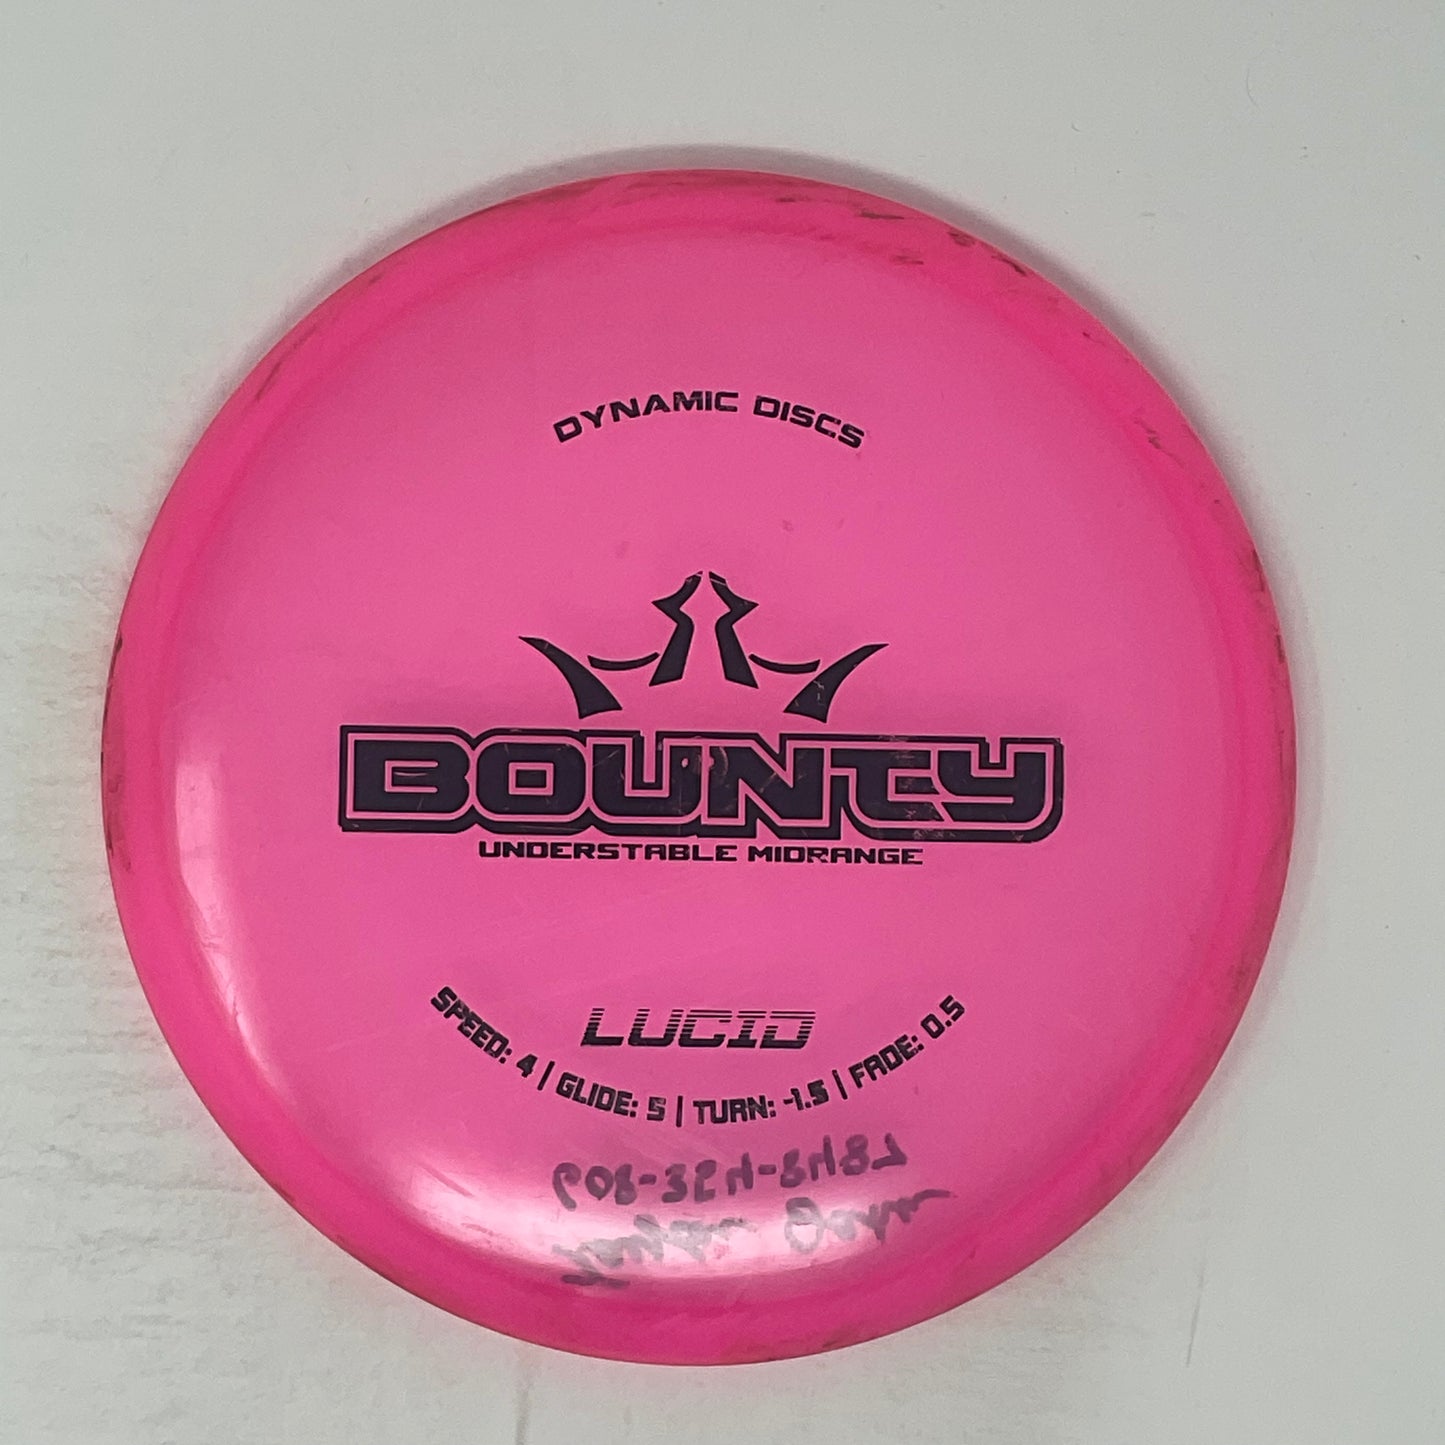 DYNAMIC DISCS
BOUNTY
UNDERSTABLE MIDRANGE
LUCID
SPEED: 4 | GLIDE: 5 | TURN: -1.5 | FADE: 0.5